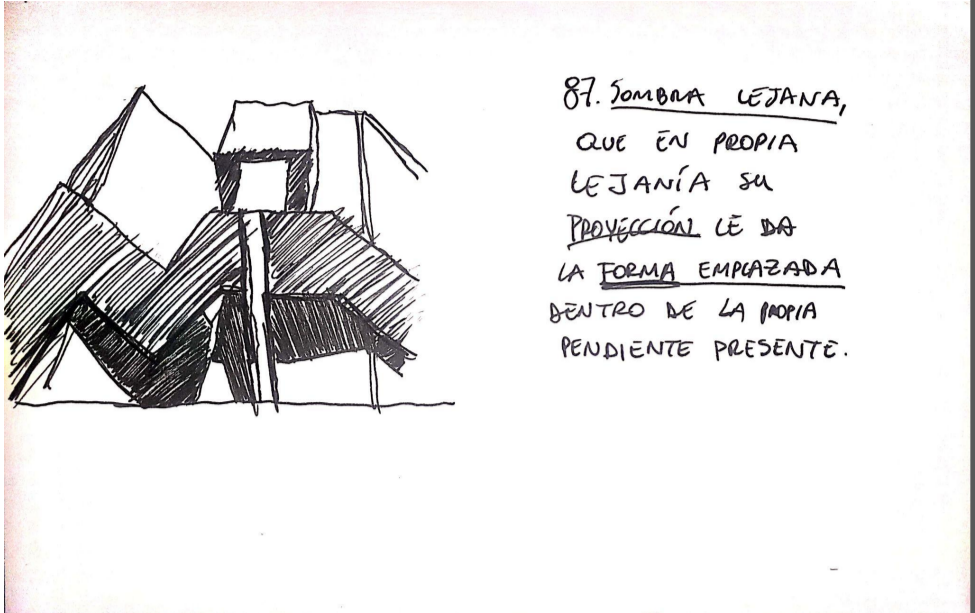 87. SOMBRA LEJANA,
QUE EN PROPIA
LEJANÍA SU
PROYECCIÓN LE DA
LA FORMA EMPLAZADA
DENTRO DE LA PROPIA
PENDIENTE PRESENTE.